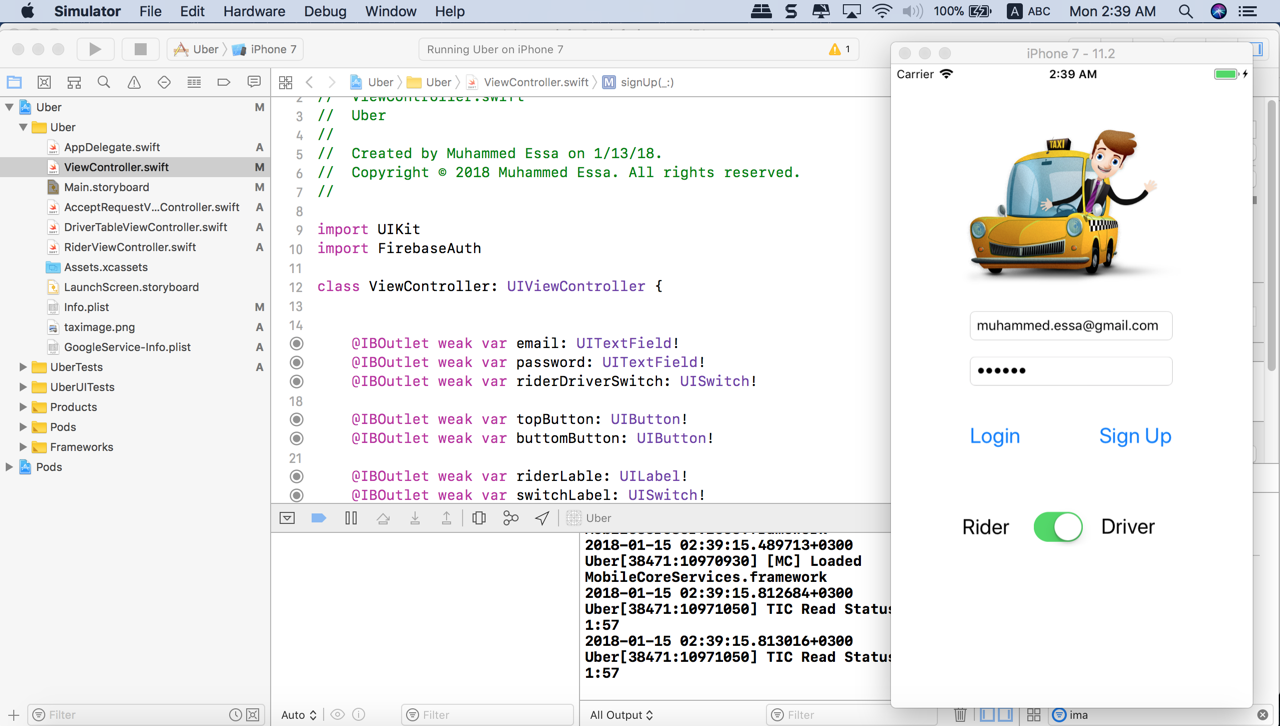 Simulator File Edit Hardware Debug Window Help 100% A ABC Mon 2:39 AM
Uber iPhone 7 Running Uber on iPhone 7 1
iPhone 7 - 11.2
Carrier 2:39 AM
Uber Uber ViewController.swift M signUp(_:)
Uber M
Uber
AppDelegate.swift A
ViewController.swift M
Main.storyboard M
AcceptRequestV...Controller.swift A
DriverTableViewController.swift A
RiderViewController.swift A
Assets.xcassets
LaunchScreen.storyboard
Info.plist M
taximage.png A
GoogleService-Info.plist A
UberTests A
UberUITests
Products
Pods
Frameworks
Pods
2 // ViewController.swift
3 // Uber
4 //
5 // Created by Muhammed Essa on 1/13/18.
6 // Copyright © 2018 Muhammed Essa. All rights reserved.
7 //
8
9 import UIKit
10 import FirebaseAuth
11
12 class ViewController: UIViewController {
13
14
@IBOutlet weak var email: UITextField!
@IBOutlet weak var password: UITextField!
@IBOutlet weak var riderDriverSwitch: UISwitch!
18
@IBOutlet weak var topButton: UIButton!
@IBOutlet weak var buttomButton: UIButton!
21
@IBOutlet weak var riderLable: UILabel!
@IBOutlet weak var switchLabel: UISwitch!
TAXI
muhammed.essa@gmail.com
••••••
Login Sign Up
Rider Driver
Uber
MobileCoreServices.framework
2018-01-15 02:39:15.489713+0300
Uber[38471:10970930] [MC] Loaded
MobileCoreServices.framework
2018-01-15 02:39:15.812684+0300
Uber[38471:10971050] TIC Read Status
1:57
2018-01-15 02:39:15.813016+0300
Uber[38471:10971050] TIC Read Status
1:57
Filter Auto Filter All Output Filter ima